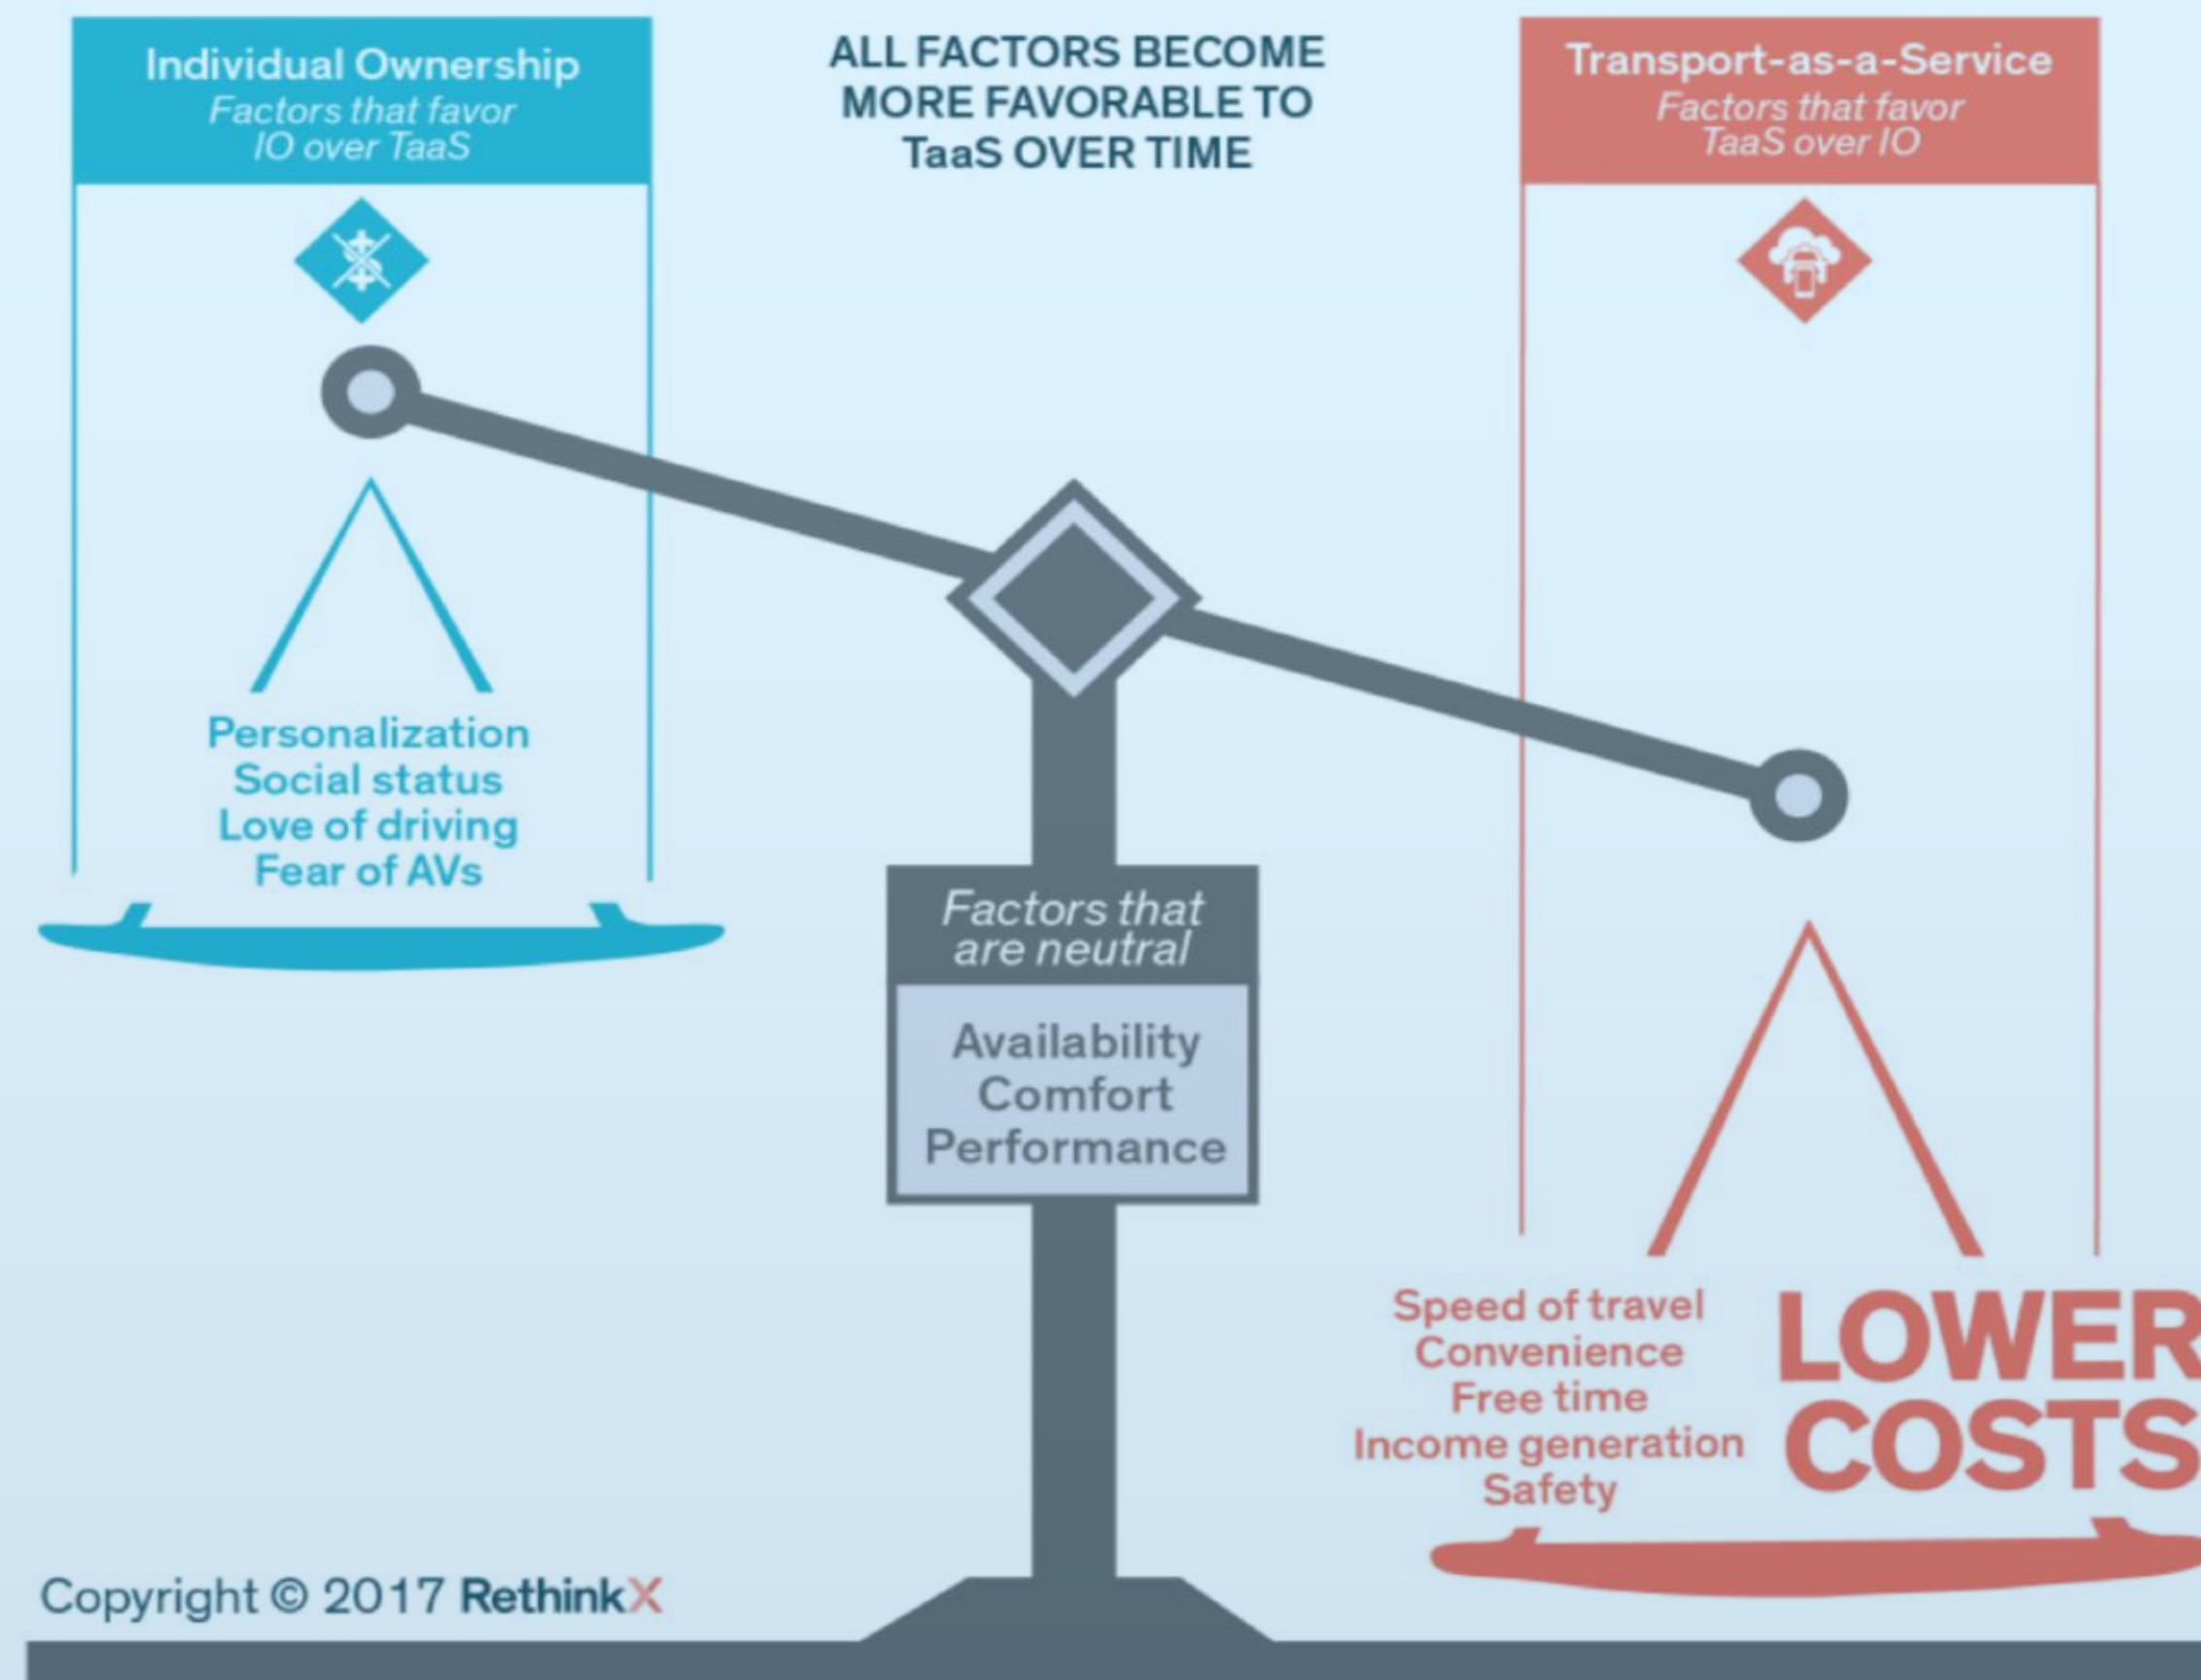 Individual Ownership
Factors that favor
IO over TaaS
ALL FACTORS BECOME
MORE FAVORABLE TO
TaaS OVER TIME
Transport-as-a-Service
Factors that favor
TaaS over IO
$
Personalization
Social status
Love of driving
Fear of AVs
Factors that
are neutral
Availability
Comfort
Performance
Speed of travel
Convenience
Free time
Income generation
Safety
LOWER
COSTS
Copyright © 2017 RethinkX